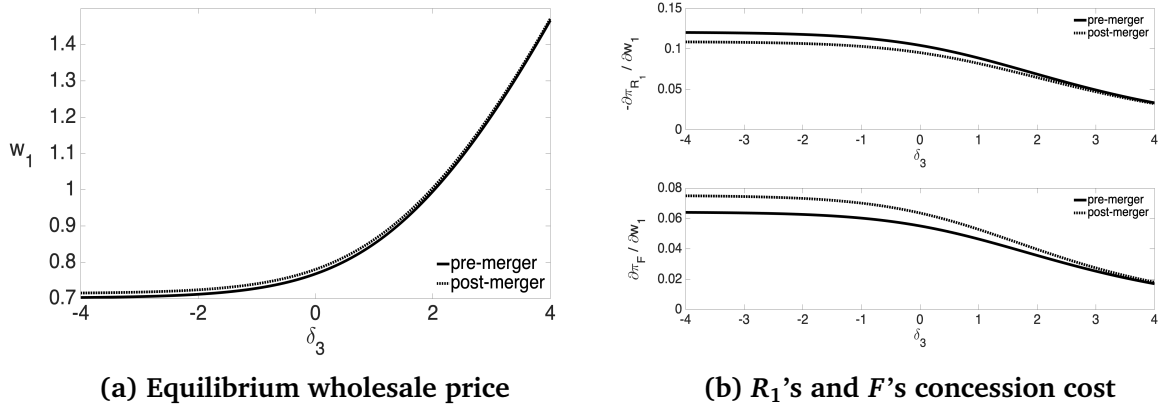 1.4
1.3
1.2
1.1
w1
1
0.9
0.8
0.7
-4
-2
0
2
4
δ3
pre-merger
post-merger
(a) Equilibrium wholesale price
0.15
0.1
0.05
0
-∂πR1 / ∂w1
-4
-3
-2
-1
0
1
2
3
4
δ3
pre-merger
post-merger
0.08
0.06
0.04
0.02
0
∂πF / ∂w1
-4
-3
-2
-1
0
1
2
3
4
δ3
pre-merger
post-merger
(b) R1's and F's concession cost